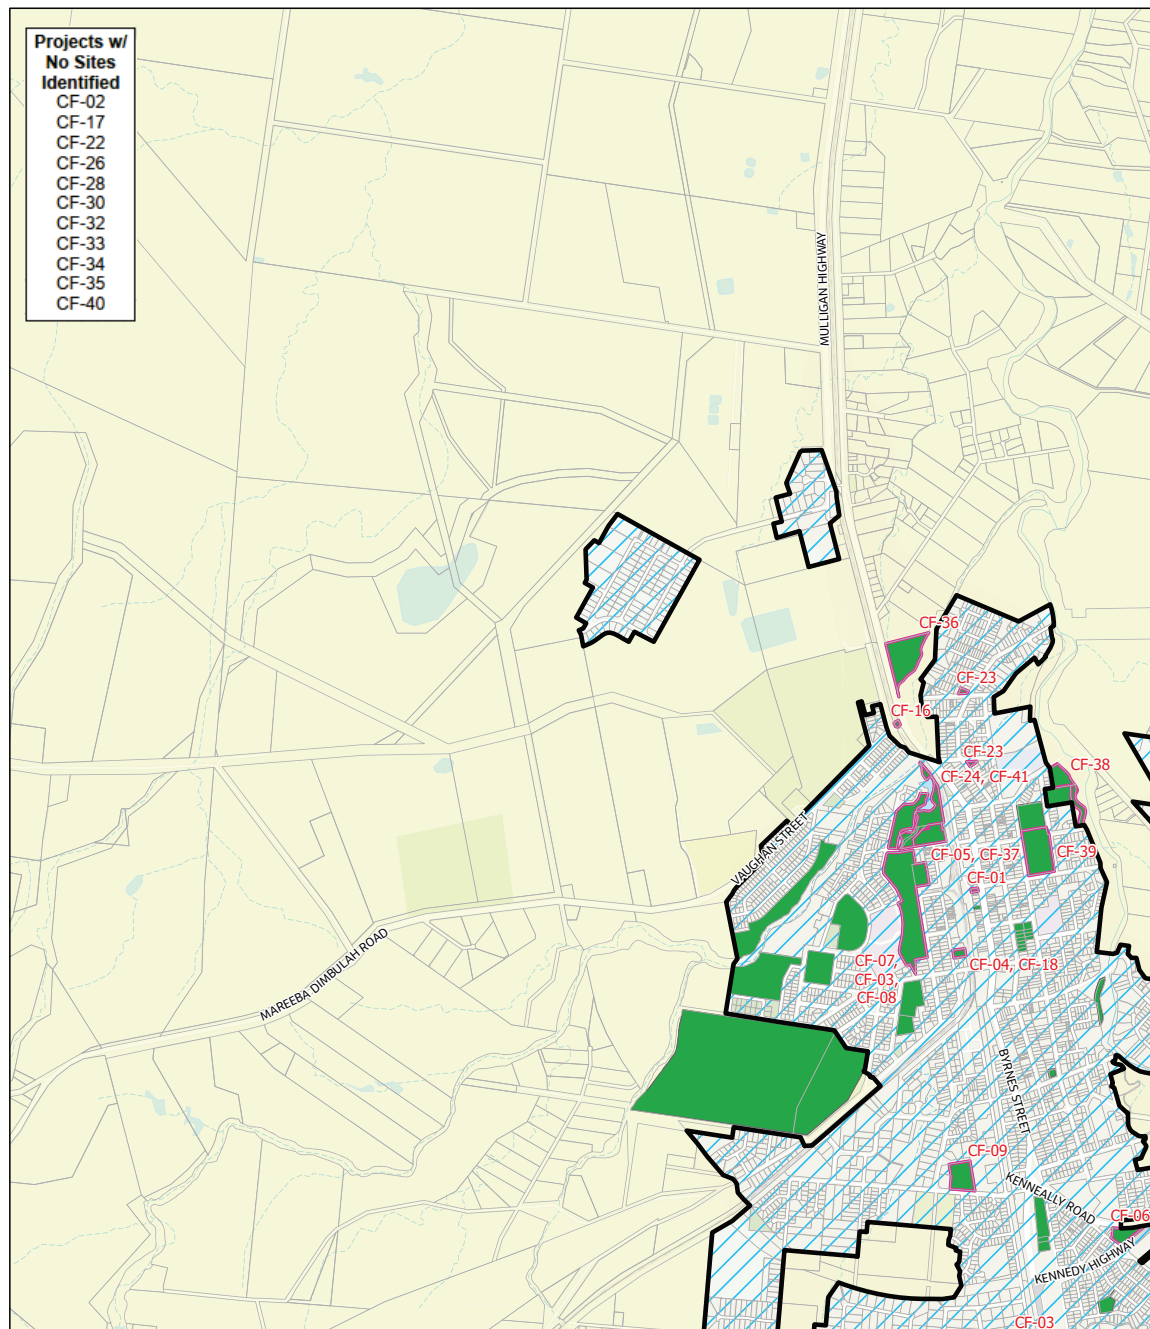 Projects w/
No Sites
Identified
CF-02
CF-17
CF-22
CF-26
CF-28
CF-30
CF-32
CF-33
CF-34
CF-35
CF-40
MULLIGAN HIGHWAY
CF-36
CF-23
CF-16
CF-23
CF-38
CF-24, CF-41
VAUGHAN STREET
CF-05, CF-37
CF-39
CF-01
CF-07,
CF-03,
CF-08
CF-04, CF-18
MAREEBA DIMBULAH ROAD
BYRNES STREET
CF-09
KENNEALLY ROAD
CF-06
KENNEDY HIGHWAY
CF-03